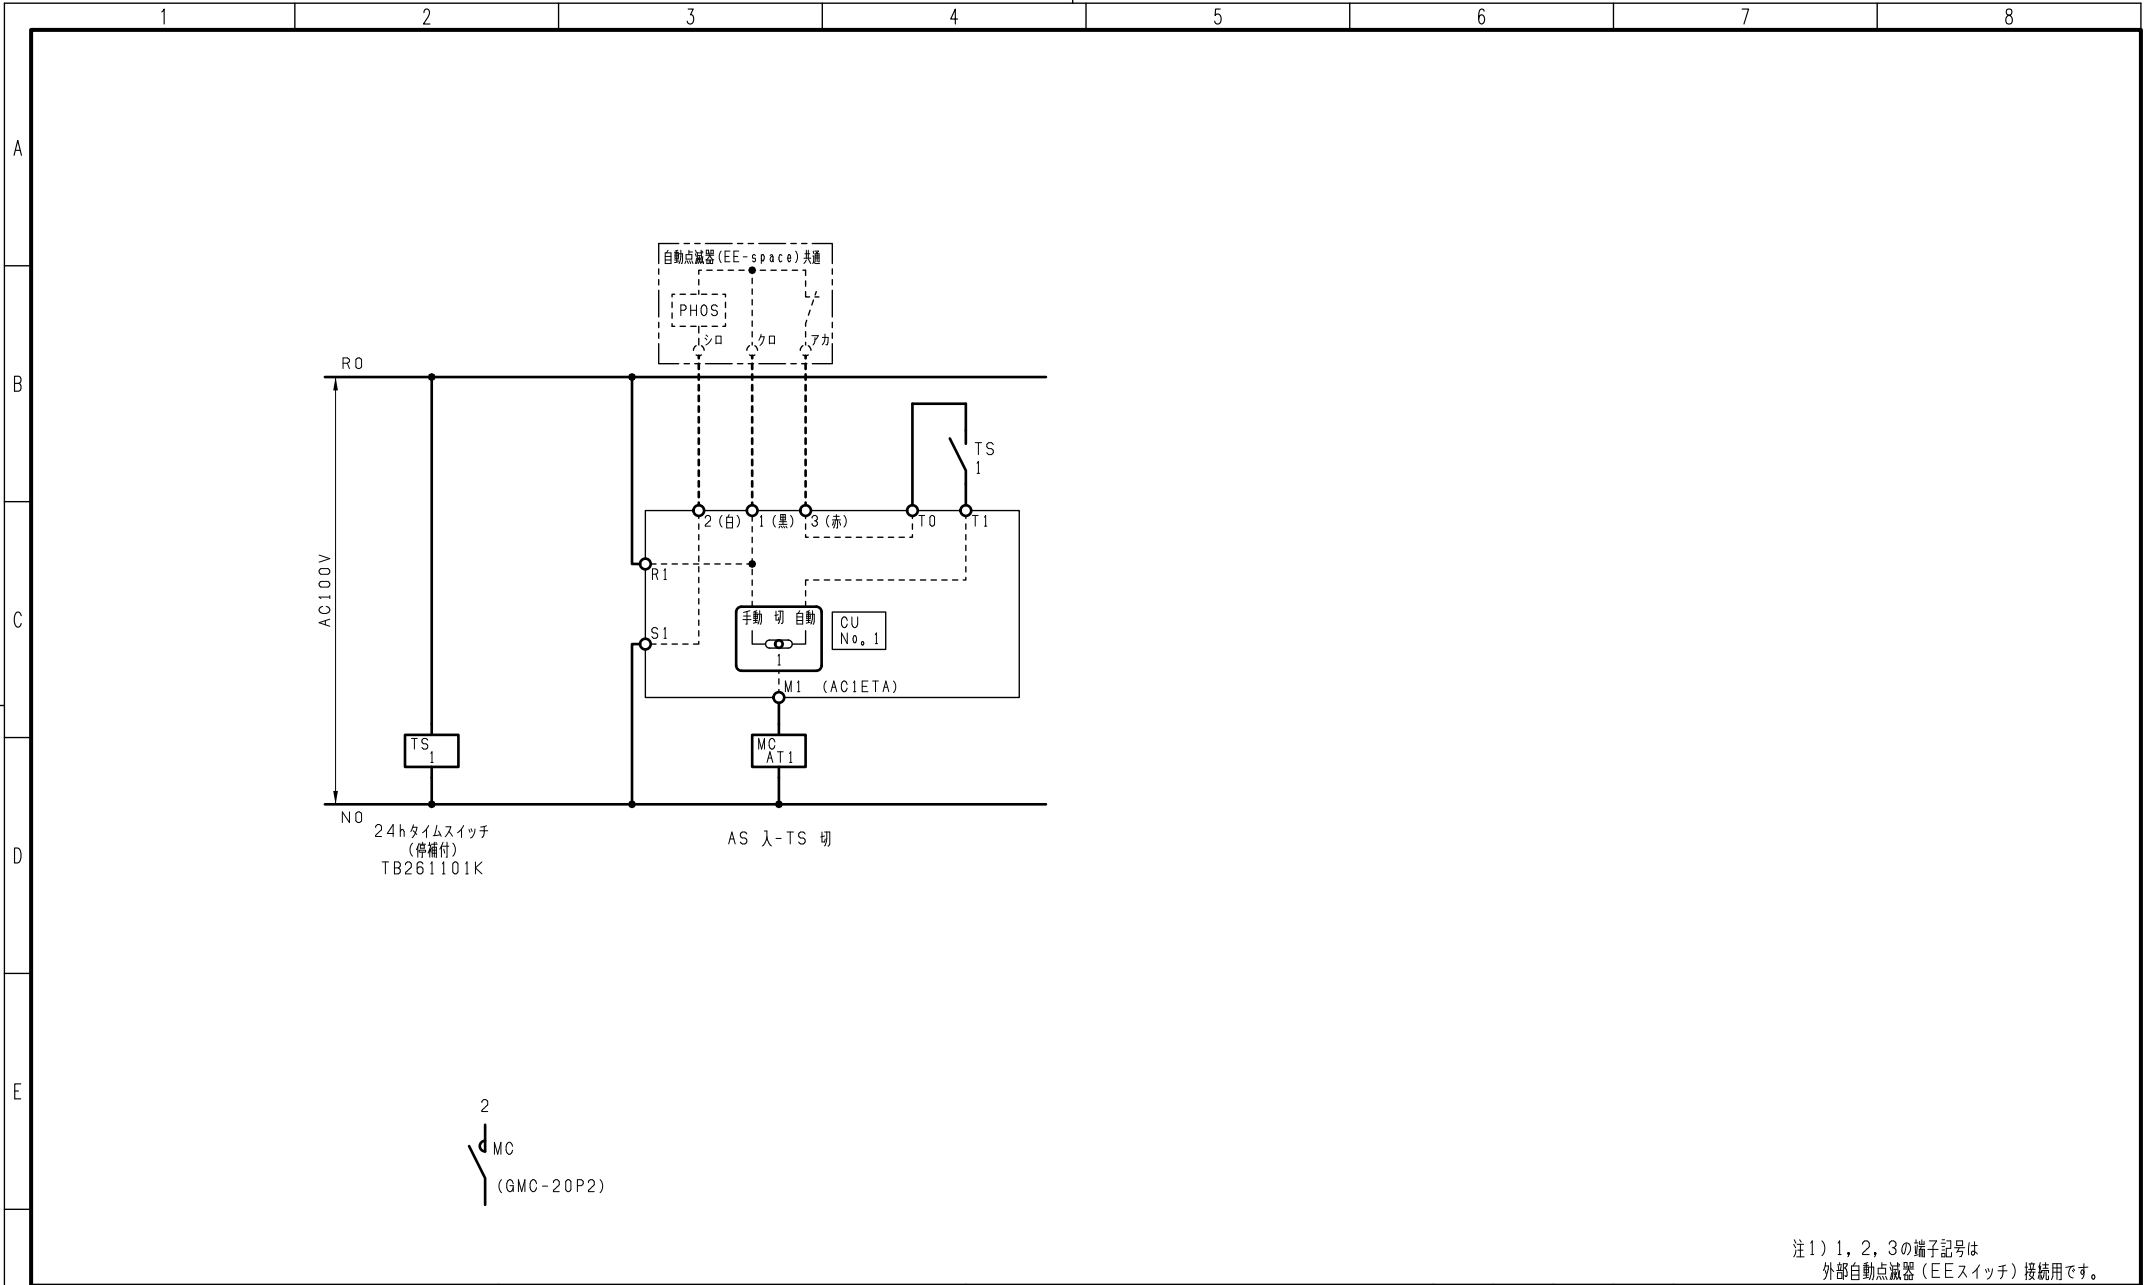 1 2 3 4 5 6 7 8
A
B
C
D
E
自動点滅器(EE-space)共通
PHOS
シロ クロ アカ
R0
TS
1
2(白) 1(黒) 3(赤) T0 T1
AC100V
R1
手動 切 自動
1
CU
No。1
S1
M1 (AC1ETA)
TS
1
MC
AT1
N0
24hタイムスイッチ
(停補付)
TB261101K
AS 入-TS 切
2
MC
(GMC-20P2)
注1)1,2,3の端子記号は
外部自動点滅器(EEスイッチ)接続用です。